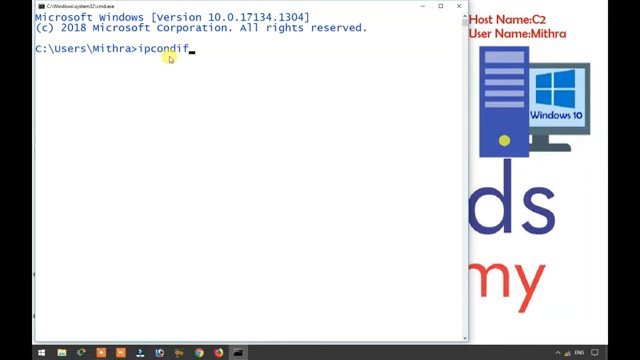 C:\Windows\system32\cmd.exe
Microsoft Windows [Version 10.0.17134.1304]
(c) 2018 Microsoft Corporation. All rights reserved.
C:\Users\Mithra>ipcondif
Host Name:C2
User Name:Mithra
Windows 10
ds
my
ENG